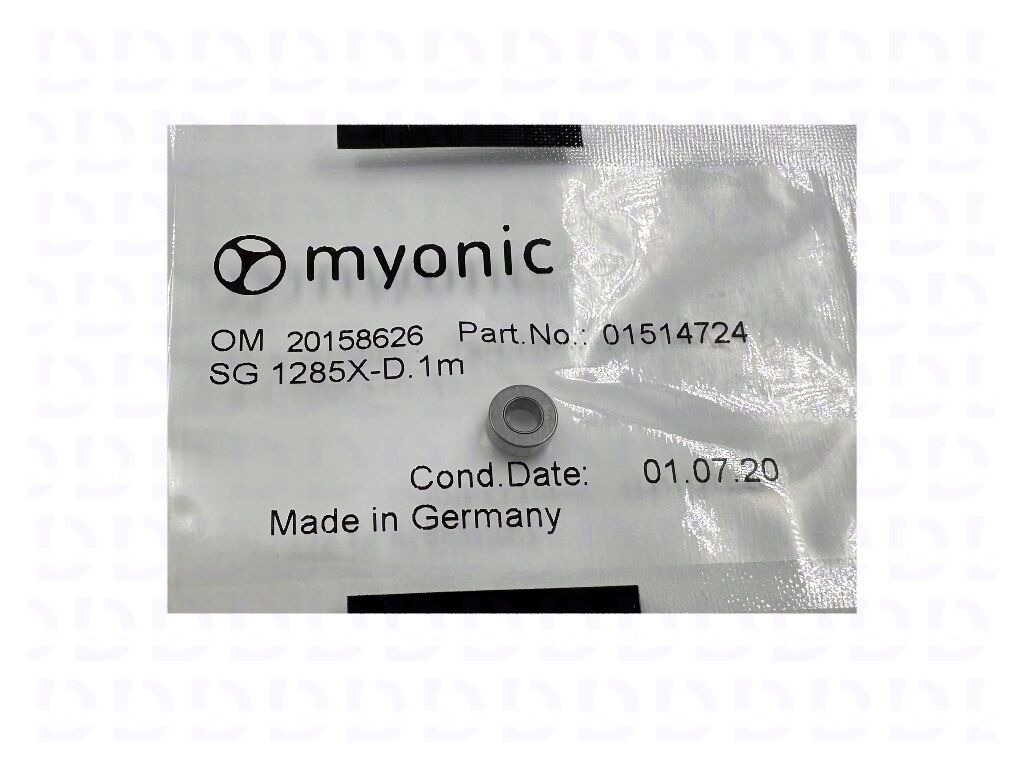 myonic
OM 20158626 Part.No.: 01514724
SG 1285X-D.1m
Cond.Date: 01.07.20
Made in Germany